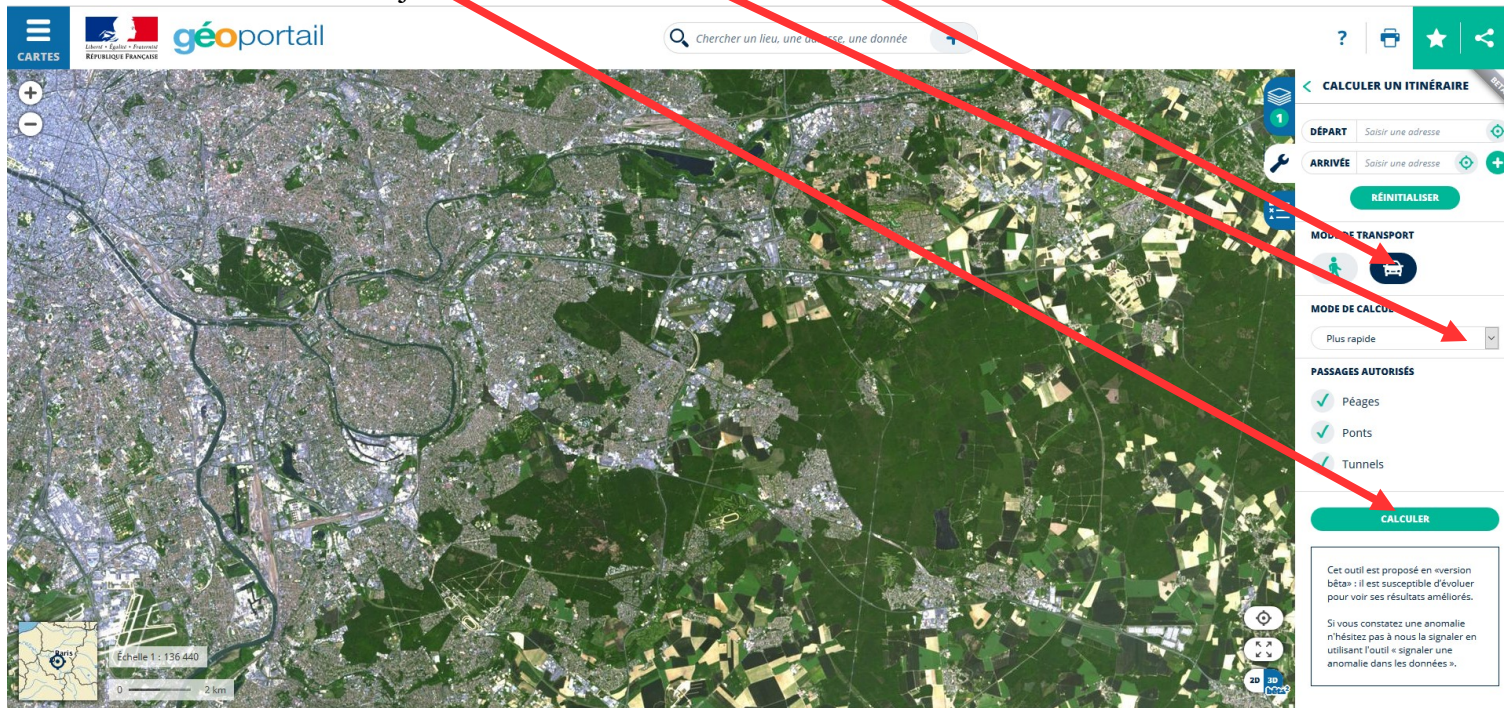 j
CARTES
Liberté • Égalité • Fraternité
RÉPUBLIQUE FRANÇAISE
géoportail
Chercher un lieu, une adresse, une donnée
?
CALCULER UN ITINÉRAIRE
DÉPART Saisir une adresse
ARRIVÉE Saisir une adresse
RÉINITIALISER
MODE DE TRANSPORT
MODE DE CALCUL
Plus rapide
PASSAGES AUTORISÉS
Péages
Ponts
Tunnels
CALCULER
Cet outil est proposé en «version
bêta» : il est susceptible d'évoluer
pour voir ses résultats améliorés.
Si vous constatez une anomalie
n'hésitez pas à nous la signaler en
utilisant l'outil « signaler une
anomalie dans les données ».
1
Paris
Échelle 1 : 136 440
0 2 km
2D 3D
bêta